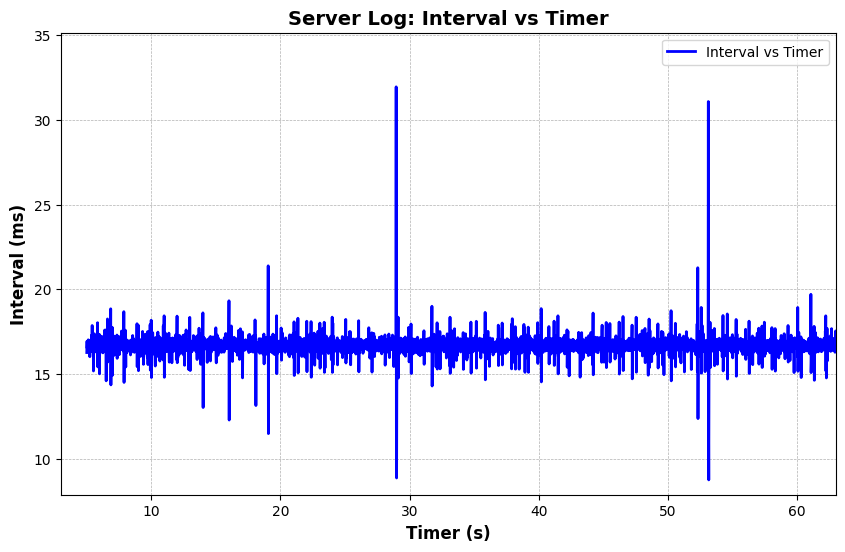 Server Log: Interval vs Timer
Interval vs Timer
35
30
25
20
15
10
Interval (ms)
10 20 30 40 50 60
Timer (s)